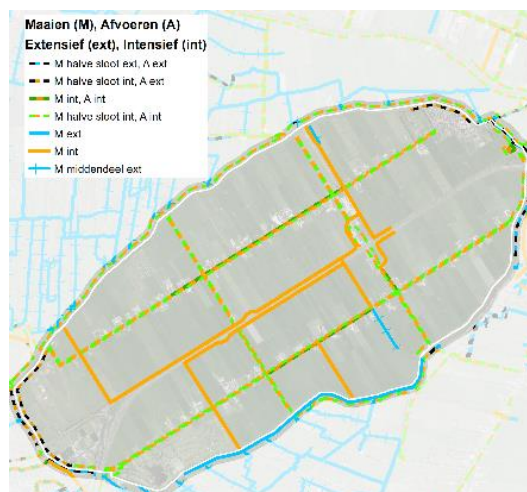 Maaien (M), Afvoeren (A)
Extensief (ext), Intensief (int)
M halve sloot ext, A ext
M halve sloot int, A ext
M int, A int
M halve sloot int, A int
M ext
M int
M middendeel ext